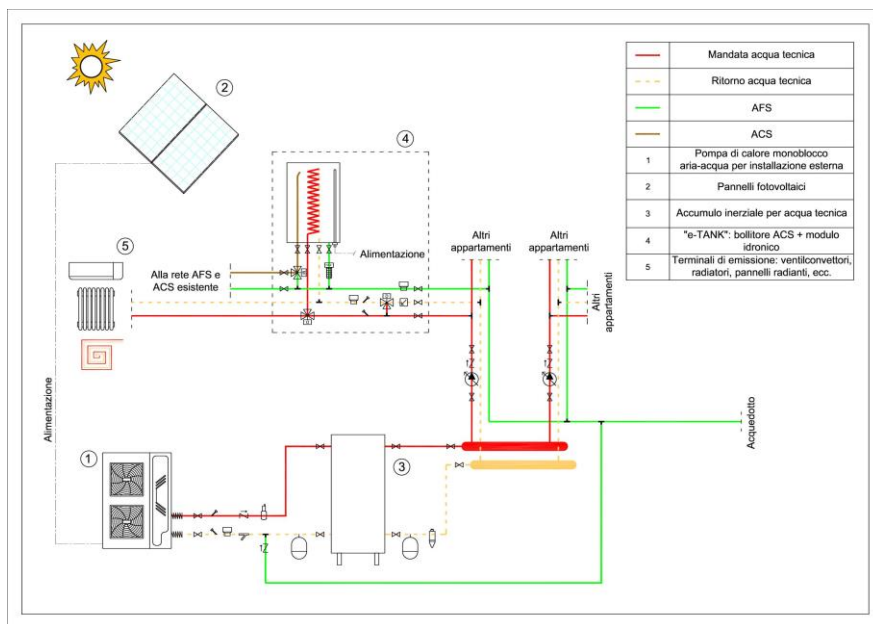 2
4
5
Alla rete AFS e
ACS esistente
Alimentazione
Altri
appartamenti
Altri
appartamenti
Altri
appartamenti
Mandata acqua tecnica
Ritorno acqua tecnica
AFS
ACS
1
Pompa di calore monoblocco
aria-acqua per installazione esterna
2
Pannelli fotovoltaici
3
Accumulo inerziale per acqua tecnica
4
"e-TANK": bollitore ACS + modulo
idronico
5
Terminali di emissione: ventilconvettori,
radiatori, pannelli radianti, ecc.
Alimentazione
Acquedotto
1
3